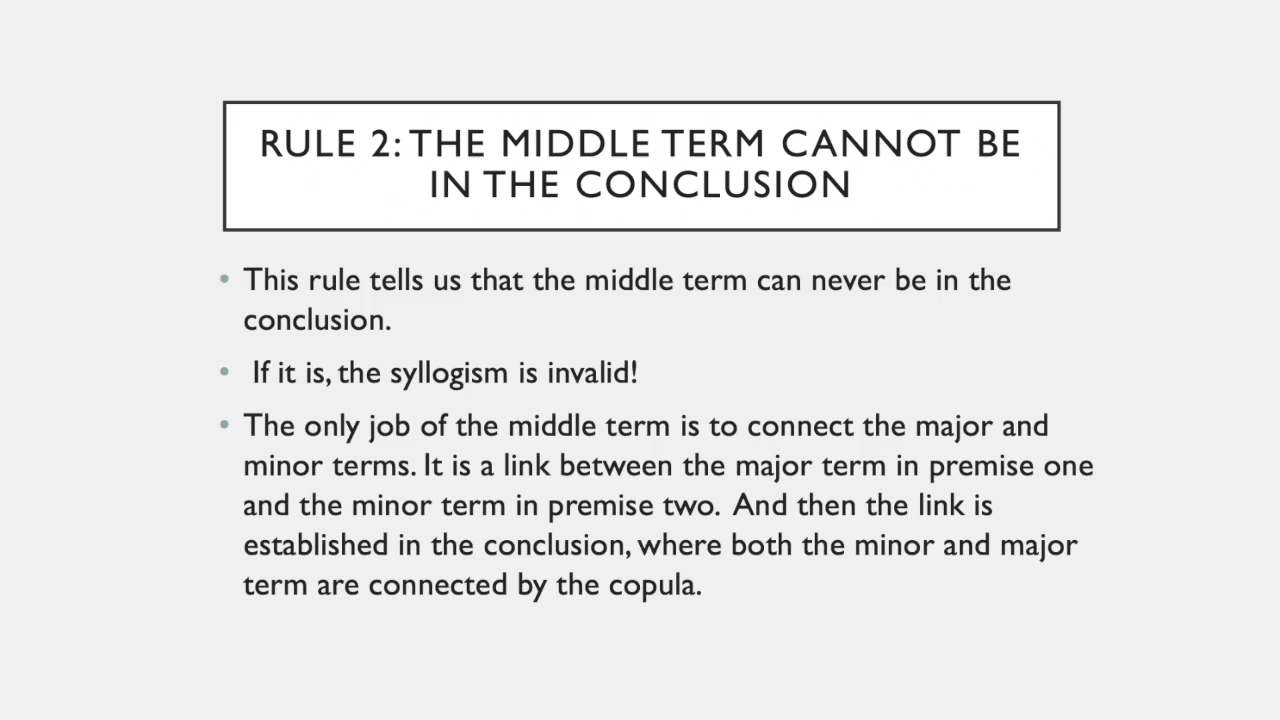 RULE 2: THE MIDDLE TERM CANNOT BE
IN THE CONCLUSION
• This rule tells us that the middle term can never be in the
conclusion.
• If it is, the syllogism is invalid!
• The only job of the middle term is to connect the major and
minor terms. It is a link between the major term in premise one
and the minor term in premise two. And then the link is
established in the conclusion, where both the minor and major
term are connected by the copula.